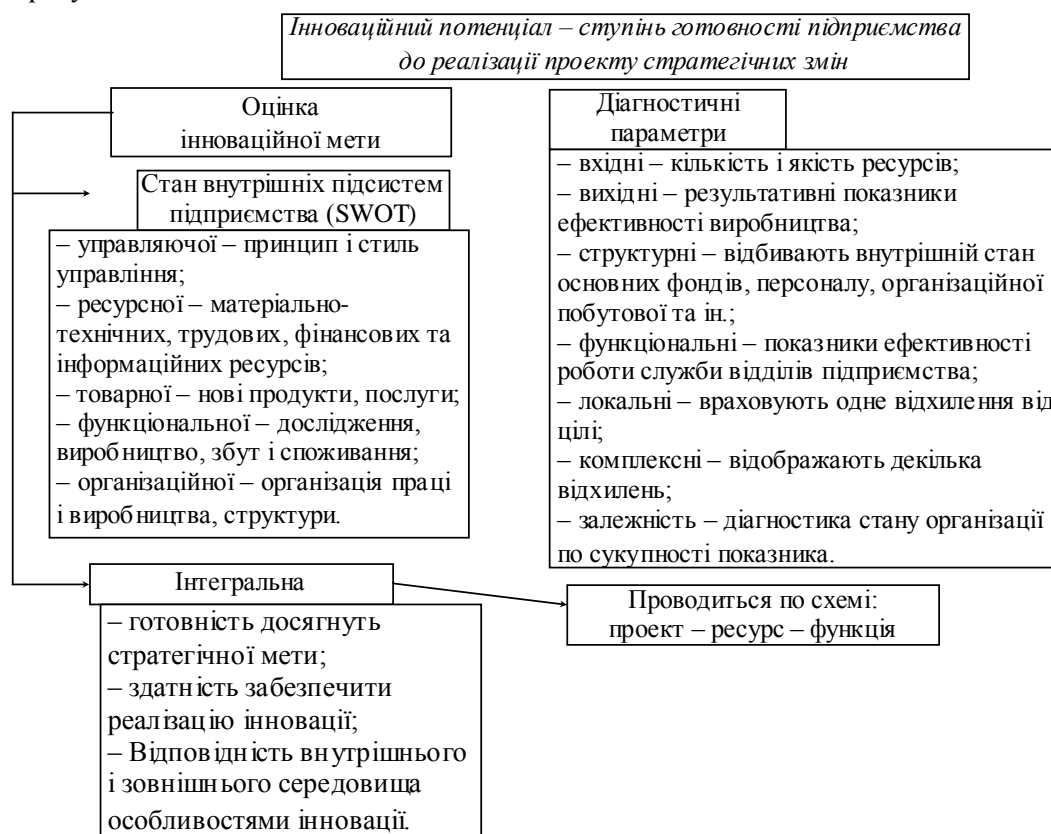 Інноваційний потенціал – ступінь готовності підприємства
до реалізації проекту стратегічних змін
Оцінка
інноваційної мети
Стан внутрішніх підсистем
підприємства (SWOT)
– управляючої – принцип і стиль
управління;
– ресурсної – матеріально-
технічних, трудових, фінансових та
інформаційних ресурсів;
– товарної – нові продукти, послуги;
– функціональної – дослідження,
виробництво, збут і споживання;
– організаційної – організація праці
і виробництва, структури.
Діагностичні
параметри
– вхідні – кількість і якість ресурсів;
– вихідні – результативні показники
ефективності виробництва;
– структурні – відбивають внутрішній стан
основних фондів, персоналу, організаційної
побутової та ін.;
– функціональні – показники ефективності
роботи служби відділів підприємства;
– локальні – враховують одне відхилення від
цілі;
– комплексні – відображають декілька
відхилень;
– залежність – діагностика стану організації
по сукупності показника.
Інтегральна
– готовність досягнуть
стратегічної мети;
– здатність забезпечити
реалізацію інновації;
– Відповідність внутрішнього
і зовнішнього середовища
особливостями інновації.
Проводиться по схемі:
проект – ресурс – функція